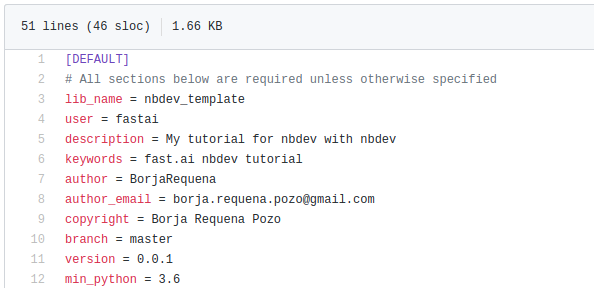 51 lines (46 sloc) 1.66 KB
1 [DEFAULT]
2 # All sections below are required unless otherwise specified
3 lib_name = nbdev_template
4 user = fastai
5 description = My tutorial for nbdev with nbdev
6 keywords = fast.ai nbdev tutorial
7 author = BorjaRequena
8 author_email = borja.requena.pozo@gmail.com
9 copyright = Borja Requena Pozo
10 branch = master
11 version = 0.0.1
12 min_python = 3.6